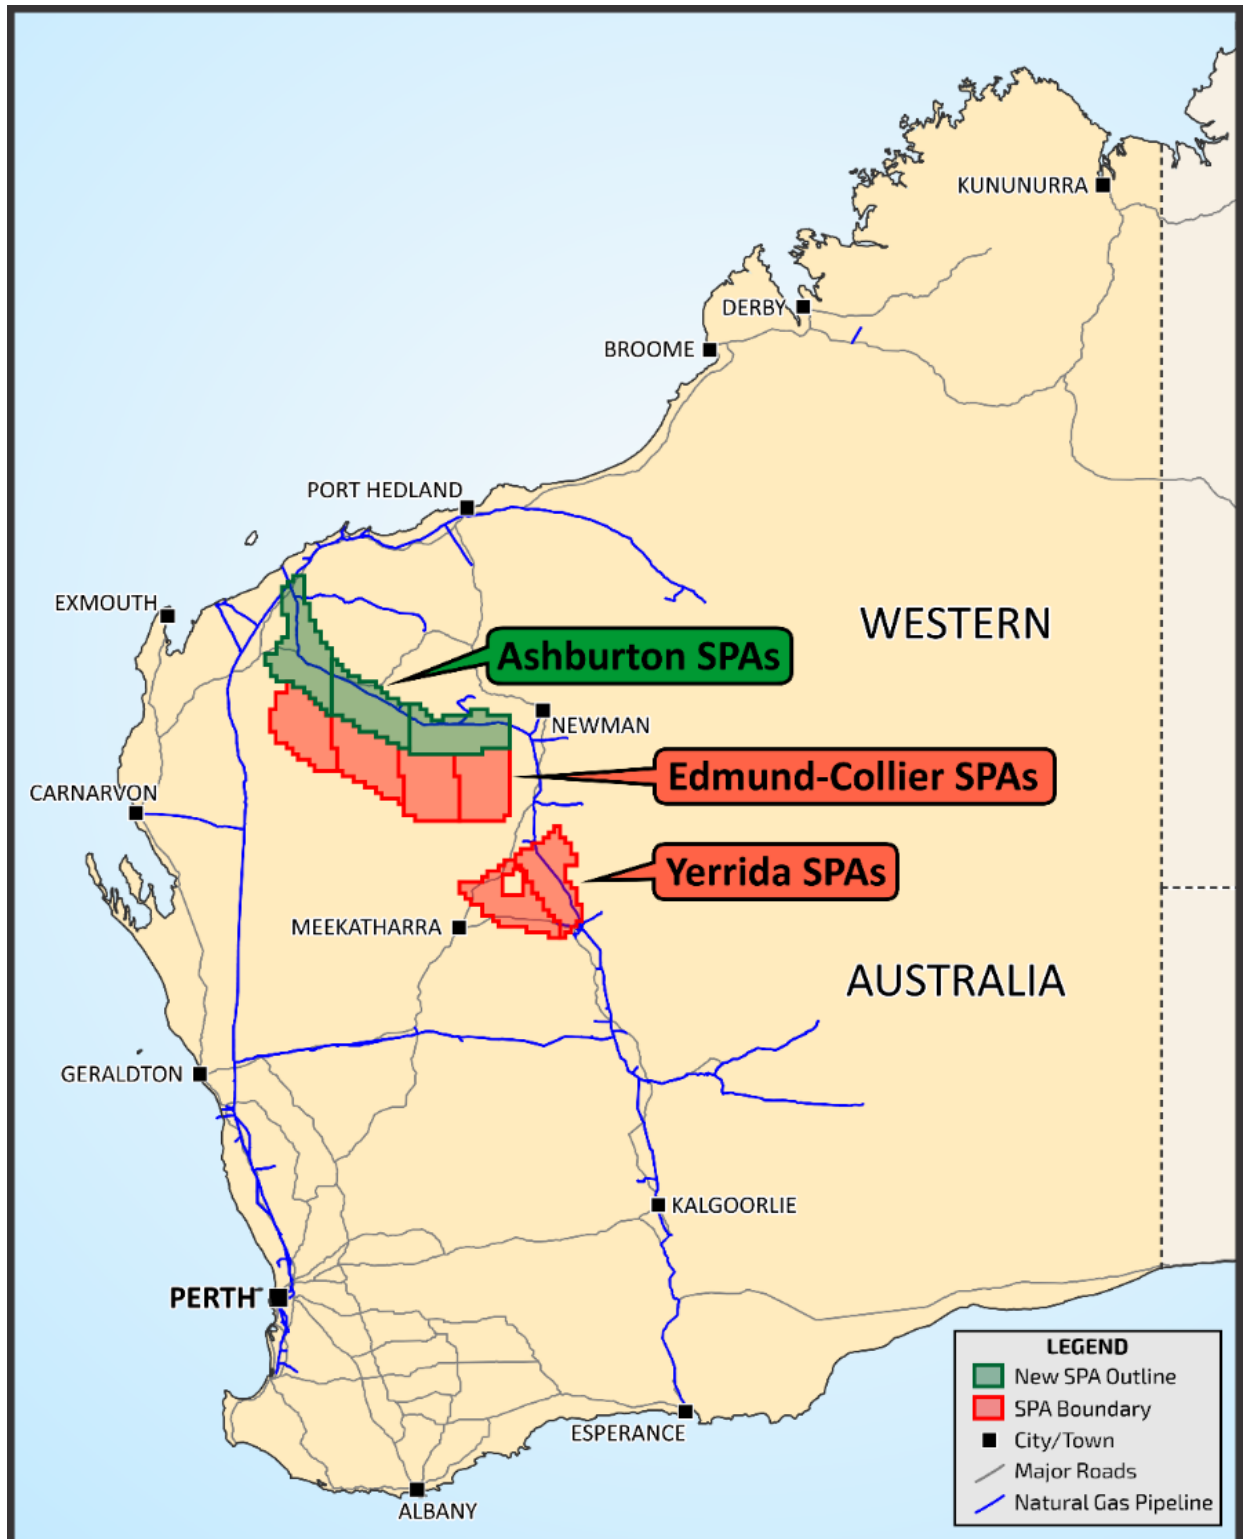 KUNUNURRA
DERBY
BROOME
PORT HEDLAND
EXMOUTH
WESTERN
Ashburton SPAs
NEWMAN
Edmund-Collier SPAs
CARNARVON
Yerrida SPAs
MEEKATHARRA
AUSTRALIA
GERALDTON
KALGOORLIE
PERTH
ESPERANCE
ALBANY
LEGEND
New SPA Outline
SPA Boundary
City/Town
Major Roads
Natural Gas Pipeline